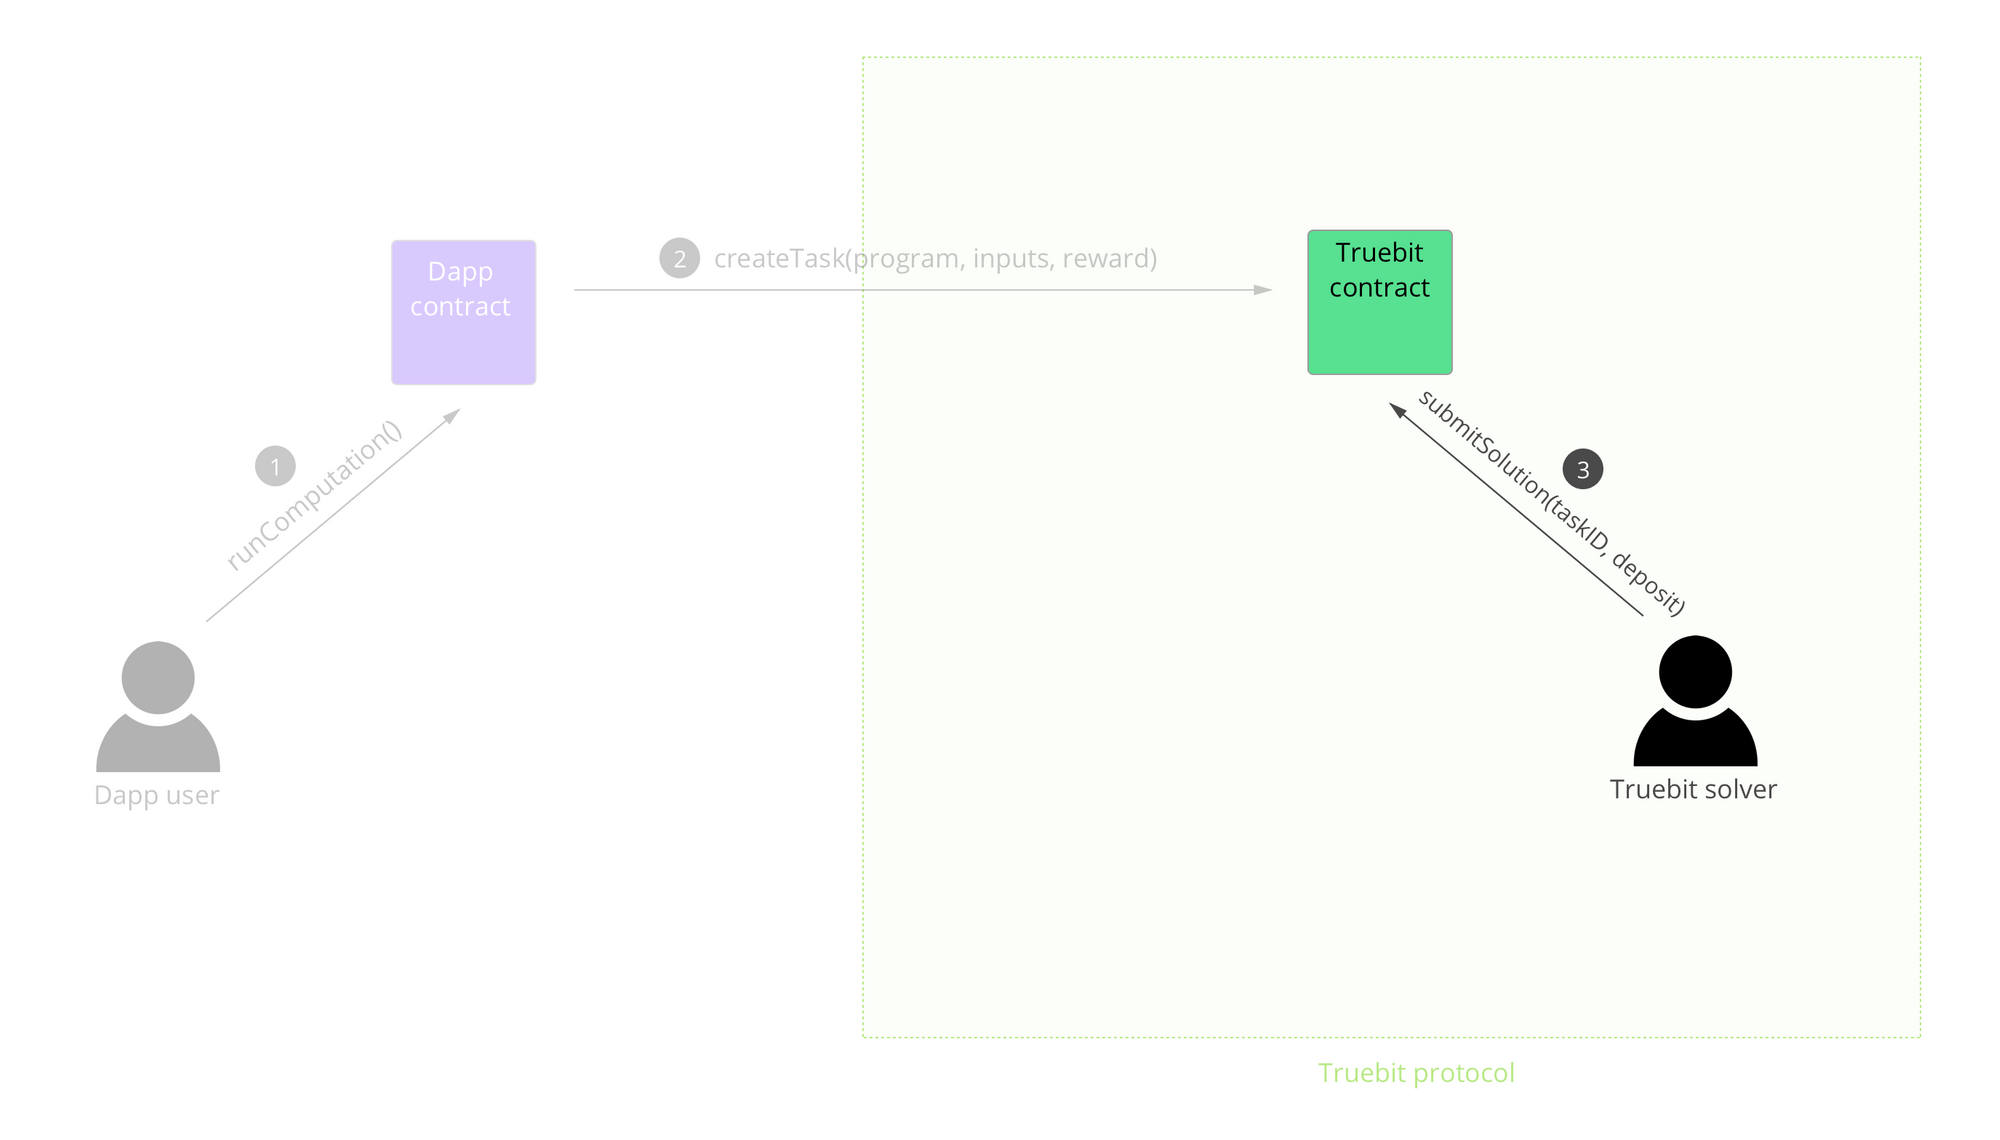 Dapp
contract
2 createTask(program, inputs, reward)
Truebit
contract
1
runComputation()
3
submitSolution(taskID, deposit)
Dapp user
Truebit solver
Truebit protocol